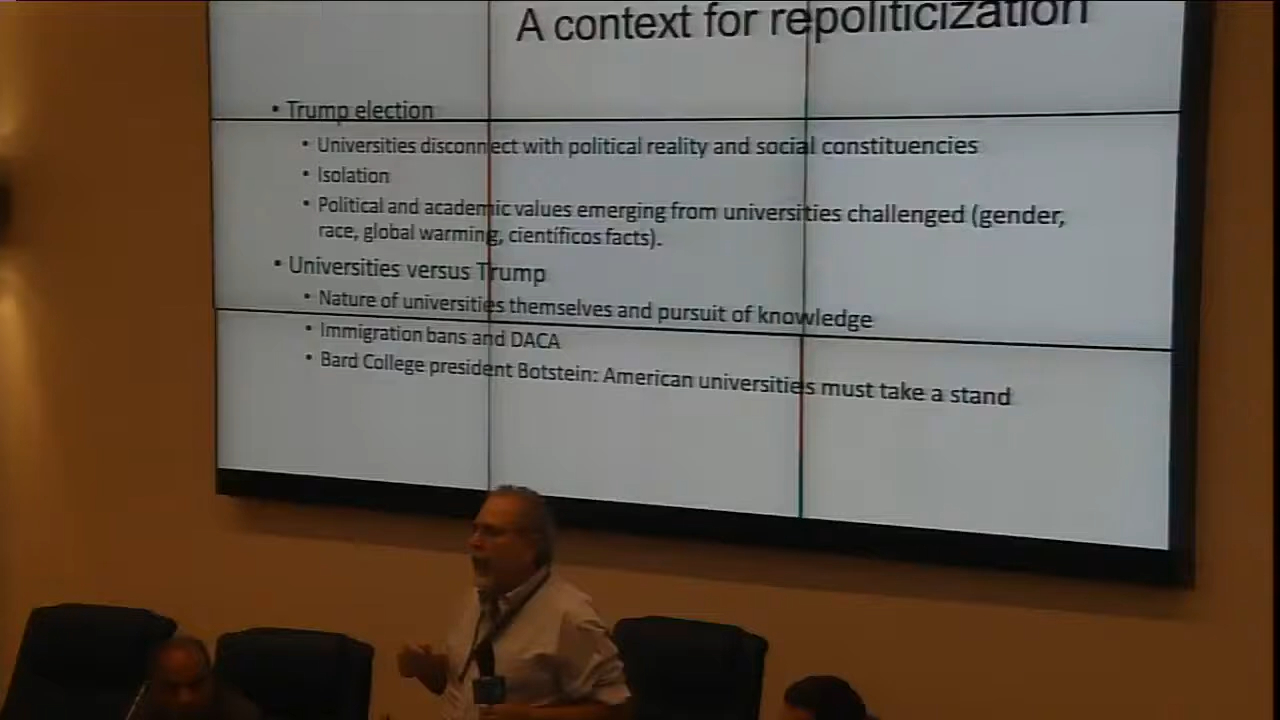 A context for repoliticization
• Trump election
• Universities disconnect with political reality and social constituencies
• Isolation
• Political and academic values emerging from universities challenged (gender,
race, global warming, científicos facts).
• Universities versus Trump
• Nature of universities themselves and pursuit of knowledge
• Immigration bans and DACA
• Bard College president Botstein: American universities must take a stand